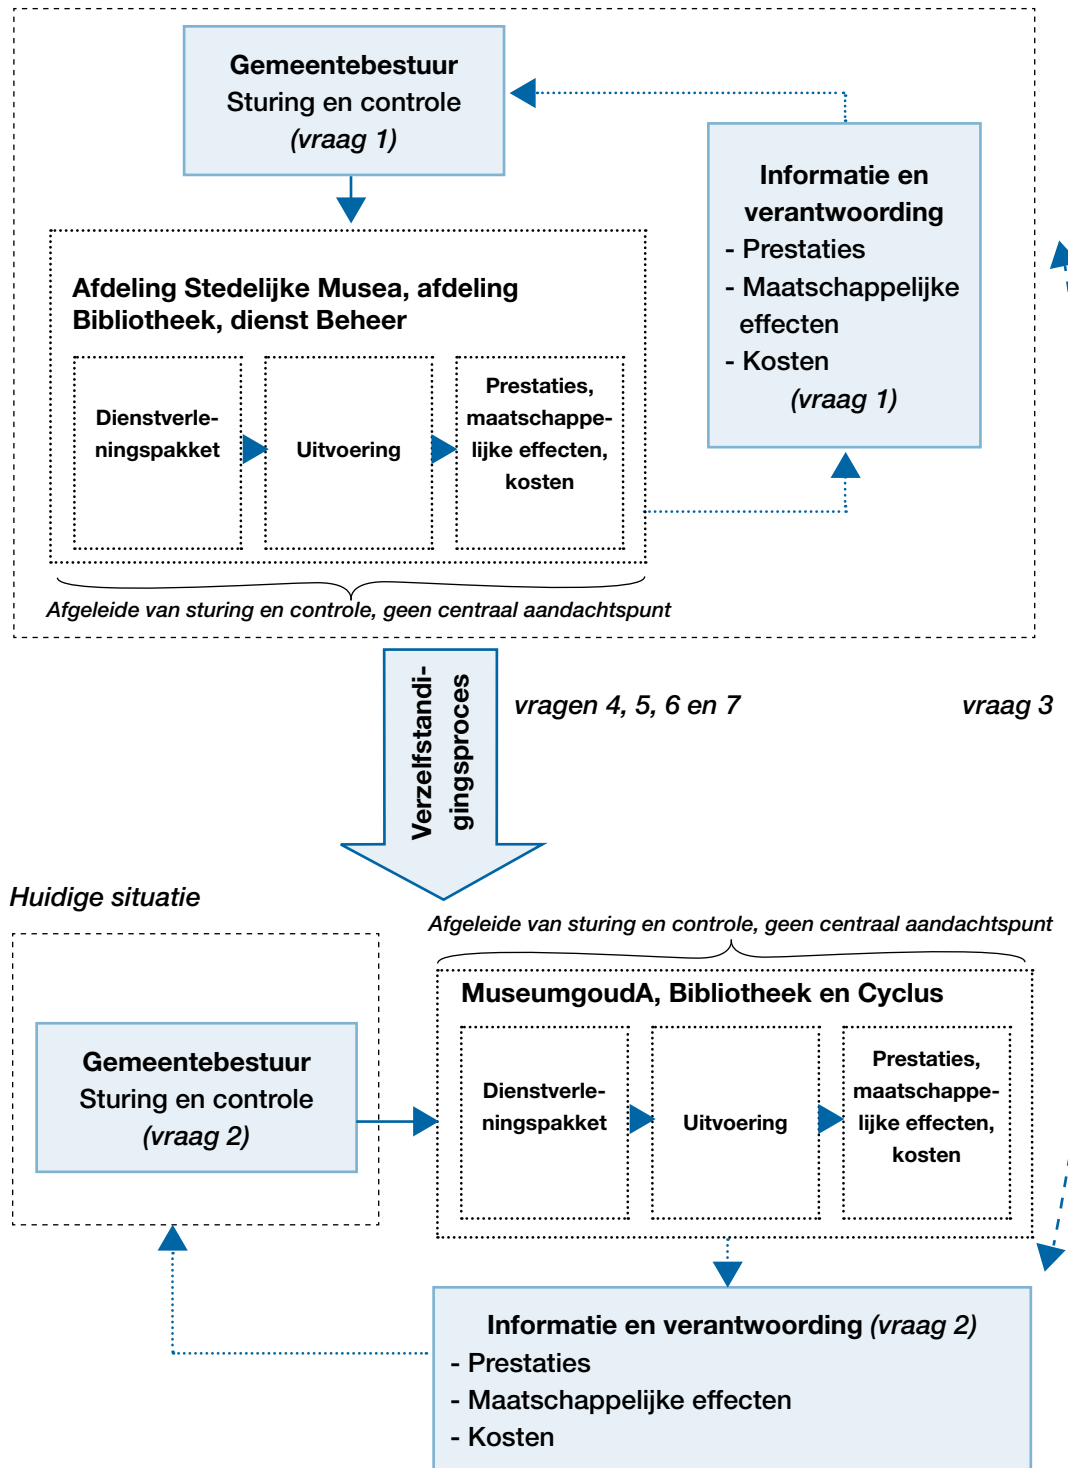 Gemeentebestuur
Sturing en controle
(vraag 1)
Informatie en
verantwoording
- Prestaties
- Maatschappelijke
effecten
- Kosten
(vraag 1)
Afdeling Stedelijke Musea, afdeling
Bibliotheek, dienst Beheer
Dienstverle-
ningspakket
Uitvoering
Prestaties,
maatschappe-
lijke effecten,
kosten
Afgeleide van sturing en controle, geen centraal aandachtspunt
Verzelfstandi-
gingsproces
vragen 4, 5, 6 en 7
vraag 3
Huidige situatie
Afgeleide van sturing en controle, geen centraal aandachtspunt
MuseumgoudA, Bibliotheek en Cyclus
Gemeentebestuur
Sturing en controle
(vraag 2)
Dienstverle-
ningspakket
Uitvoering
Prestaties,
maatschappe-
lijke effecten,
kosten
Informatie en verantwoording (vraag 2)
- Prestaties
- Maatschappelijke effecten
- Kosten